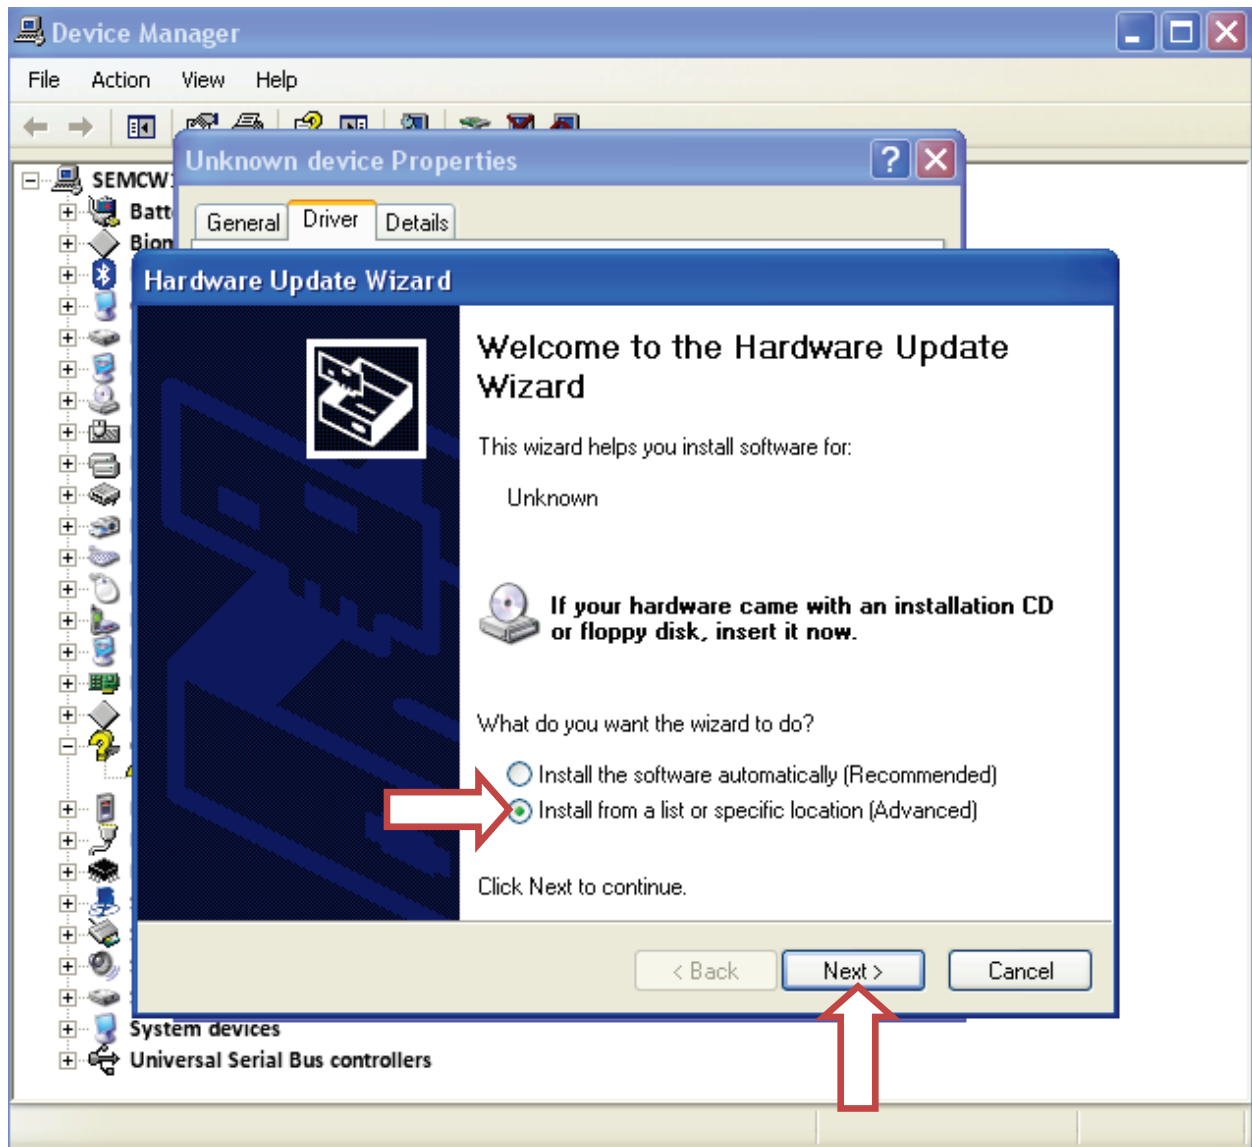 Device Manager
File Action View Help
Unknown device Properties
SEMCW
General Driver Details
Batt
Bion
Hardware Update Wizard
Welcome to the Hardware Update
Wizard
This wizard helps you install software for:
Unknown
If your hardware came with an installation CD
or floppy disk, insert it now.
What do you want the wizard to do?
Install the software automatically (Recommended)
Install from a list or specific location (Advanced)
Click Next to continue.
< Back Next > Cancel
System devices
Universal Serial Bus controllers